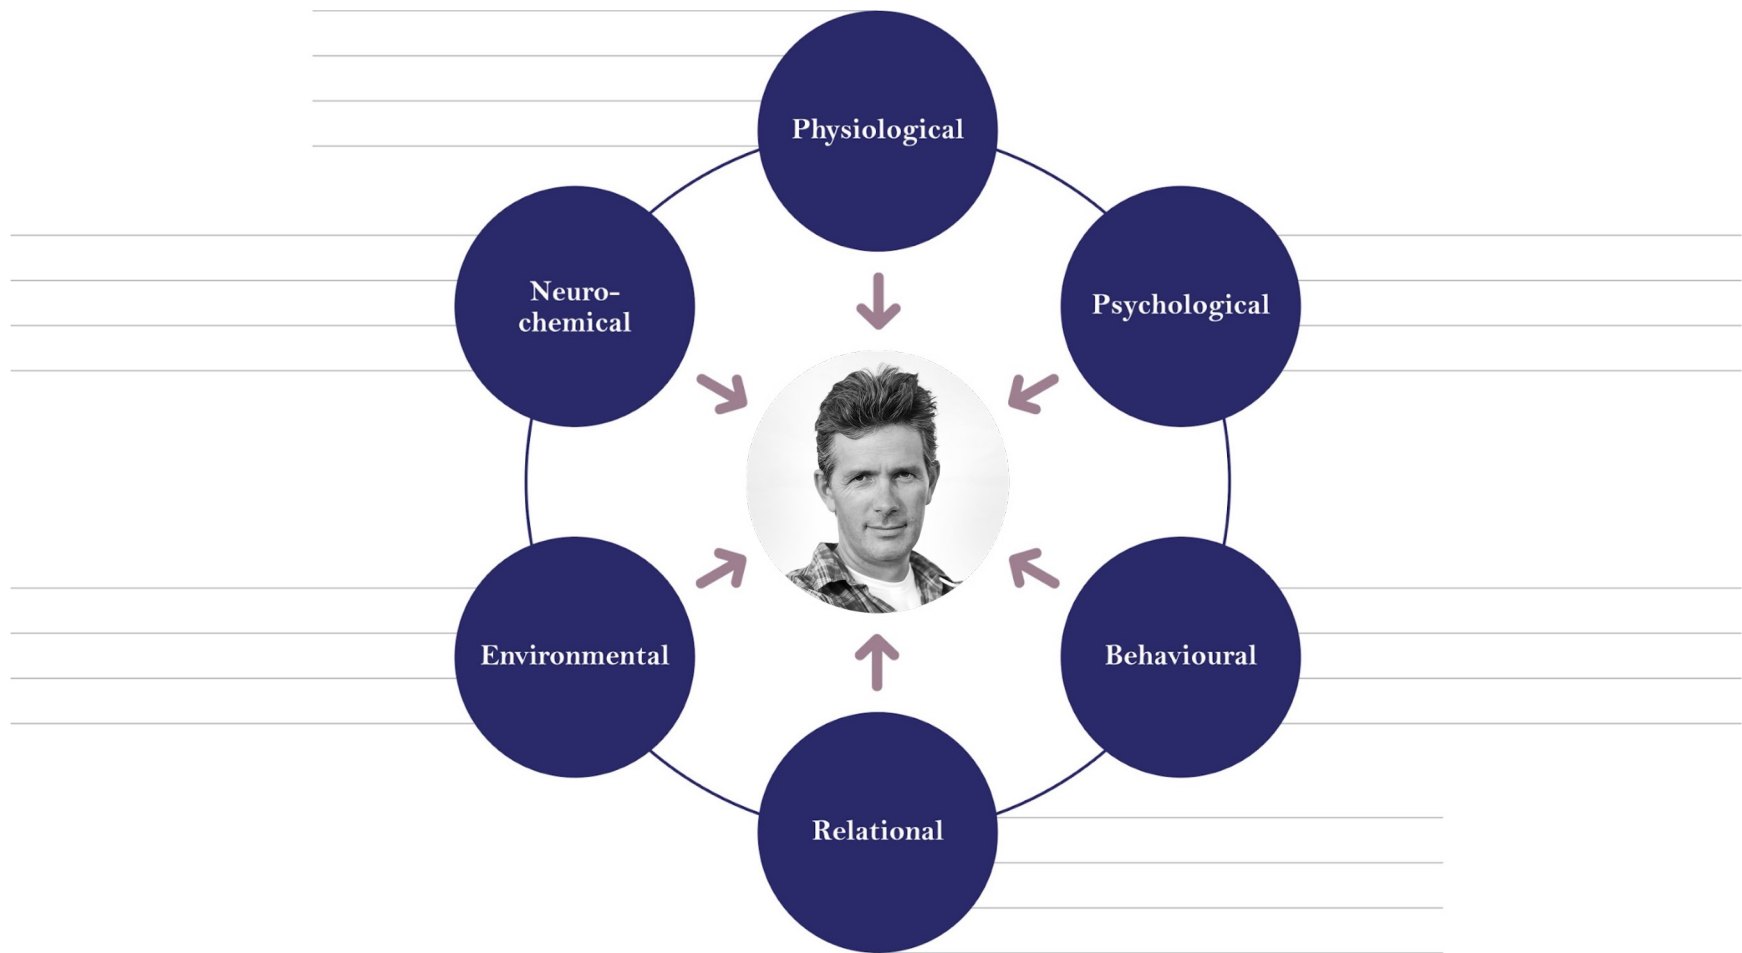 Physiological
Neuro-
chemical
Psychological
Environmental
Behavioural
Relational